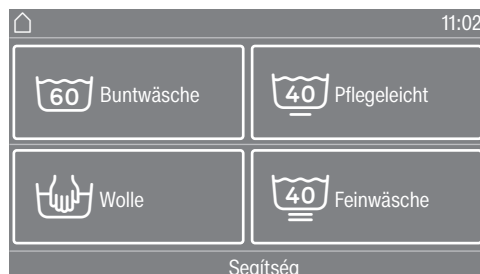 11:02
60 Buntwäsche
40 Pflegeleicht
Wolle
40 Feinwäsche
Segítség